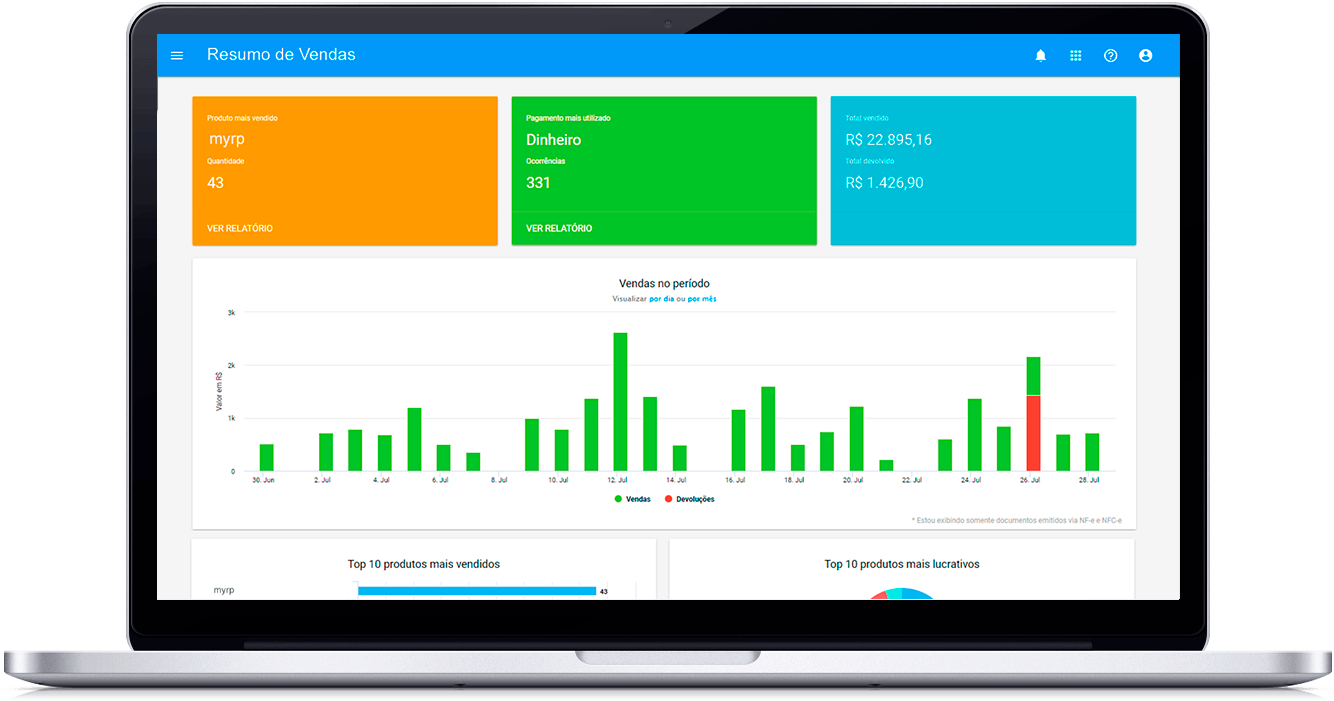 Resumo de Vendas
Produto mais vendido
myrp
Quantidade
43
VER RELATÓRIO
Pagamento mais utilizado
Dinheiro
Ocorrências
331
VER RELATÓRIO
Total vendido
R$ 22.895,16
Total devolvido
R$ 1.426,90
Vendas no período
Visualizar por dia ou por mês
Valor em R$
3k
2k
1k
0
30. Jun 2. Jul 4. Jul 6. Jul 8. Jul 10. Jul 12. Jul 14. Jul 16. Jul 18. Jul 20. Jul 22. Jul 24. Jul 26. Jul 28. Jul
Vendas Devoluções
* Estou exibindo somente documentos emitidos via NF-e e NFC-e
Top 10 produtos mais vendidos
myrp 43
Top 10 produtos mais lucrativos